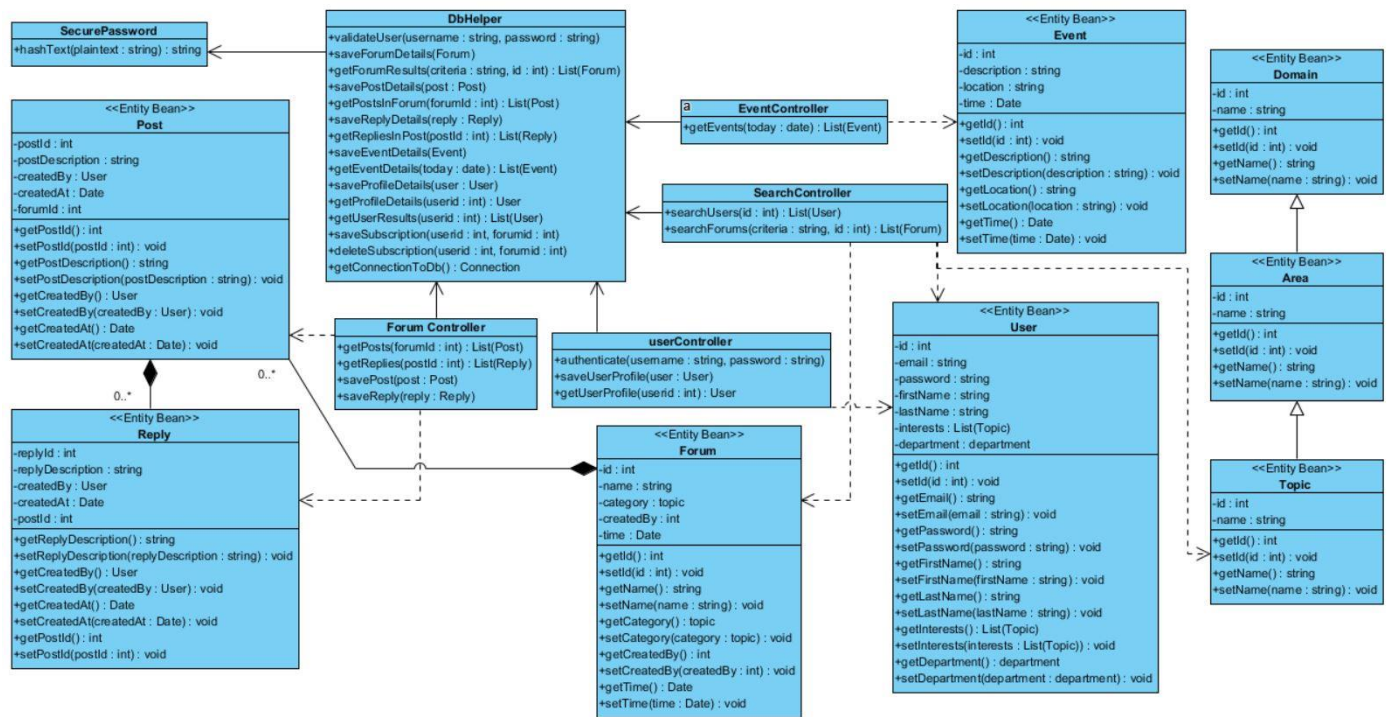 SecurePassword
+hashText(plaintext : string) : string
DbHelper
+validateUser(username : string, password : string)
+saveForumDetails(Forum)
+getForumResults(criteria : string, id : int) : List(Forum)
+savePostDetails(post : Post)
+getPostsInForum(forumId : int) : List(Post)
+saveReplyDetails(reply : Reply)
+getRepliesInPost(postId : int) : List(Reply)
+saveEventDetails(Event)
+getEventDetails(today : date) : List(Event)
+saveProfileDetails(user : User)
+getProfileDetails(userid : int) : User
+getUserResults(userid : int) : List(User)
+saveSubscription(userid : int, forumid : int)
+deleteSubscription(userid : int, forumid : int)
+getConnectionToDb() : Connection
<<Entity Bean>>
Event
-id : int
-description : string
-location : string
-time : Date
+getId() : int
+setId(id : int) : void
+getDescription() : string
+setDescription(description : string) : void
+getLocation() : string
+setLocation(location : string) : void
+getTime() : Date
+setTime(time : Date) : void
<<Entity Bean>>
Domain
-id : int
-name : string
+getId() : int
+setId(id : int) : void
+getName() : string
+setName(name : string) : void
<<Entity Bean>>
Post
-postId : int
-postDescription : string
-createdBy : User
-createdAt : Date
-forumId : int
+getPostId() : int
+setPostId(postId : int) : void
+getPostDescription() : string
+setPostDescription(postDescription : string) : void
+getCreatedBy() : User
+setCreatedBy(createdBy : User) : void
+getCreatedAt() : Date
+setCreatedAt(createdAt : Date) : void
a
EventController
+getEvents(today : date) : List(Event)
SearchController
+searchUsers(id : int) : List(User)
+searchForums(criteria : string, id : int) : List(Forum)
<<Entity Bean>>
Area
-id : int
-name : string
+getId() : int
+setId(id : int) : void
+getName() : string
+setName(name : string) : void
Forum Controller
+getPosts(forumId : int) : List(Post)
+getReplies(postId : int) : List(Reply)
+savePost(post : Post)
+saveReply(reply : Reply)
userController
+authenticate(username : string, password : string)
+saveUserProfile(user : User)
+getUserProfile(userid : int) : User
<<Entity Bean>>
User
-id : int
-email : string
-password : string
-firstName : string
-lastName : string
-interests : List(Topic)
-department : department
+getId() : int
+setId(id : int) : void
+getEmail() : string
+setEmail(email : string) : void
+getPassword() : string
+setPassword(password : string) : void
+getFirstName() : string
+setFirstName(firstName : string) : void
+getLastName() : string
+setLastName(lastName : string) : void
+getInterests() : List(Topic)
+setInterests(interests : List(Topic)) : void
+getDepartment() : department
+setDepartment(department : department) : void
0..*
0..*
<<Entity Bean>>
Reply
-replyId : int
-replyDescription : string
-createdBy : User
-createdAt : Date
-postId : int
+getReplyDescription() : string
+setReplyDescription(replyDescription : string) : void
+getCreatedBy() : User
+setCreatedBy(createdBy : User) : void
+getCreatedAt() : Date
+setCreatedAt(createdAt : Date) : void
+getPostId() : int
+setPostId(postId : int) : void
<<Entity Bean>>
Forum
-id : int
-name : string
-category : topic
-createdBy : int
-time : Date
+getId() : int
+setId(id : int) : void
+getName() : string
+setName(name : string) : void
+getCategory() : topic
+setCategory(category : topic) : void
+getCreatedBy() : int
+setCreatedBy(createdBy : int) : void
+getTime() : Date
+setTime(time : Date) : void
<<Entity Bean>>
Topic
-id : int
-name : string
+getId() : int
+setId(id : int) : void
+getName() : string
+setName(name : string) : void